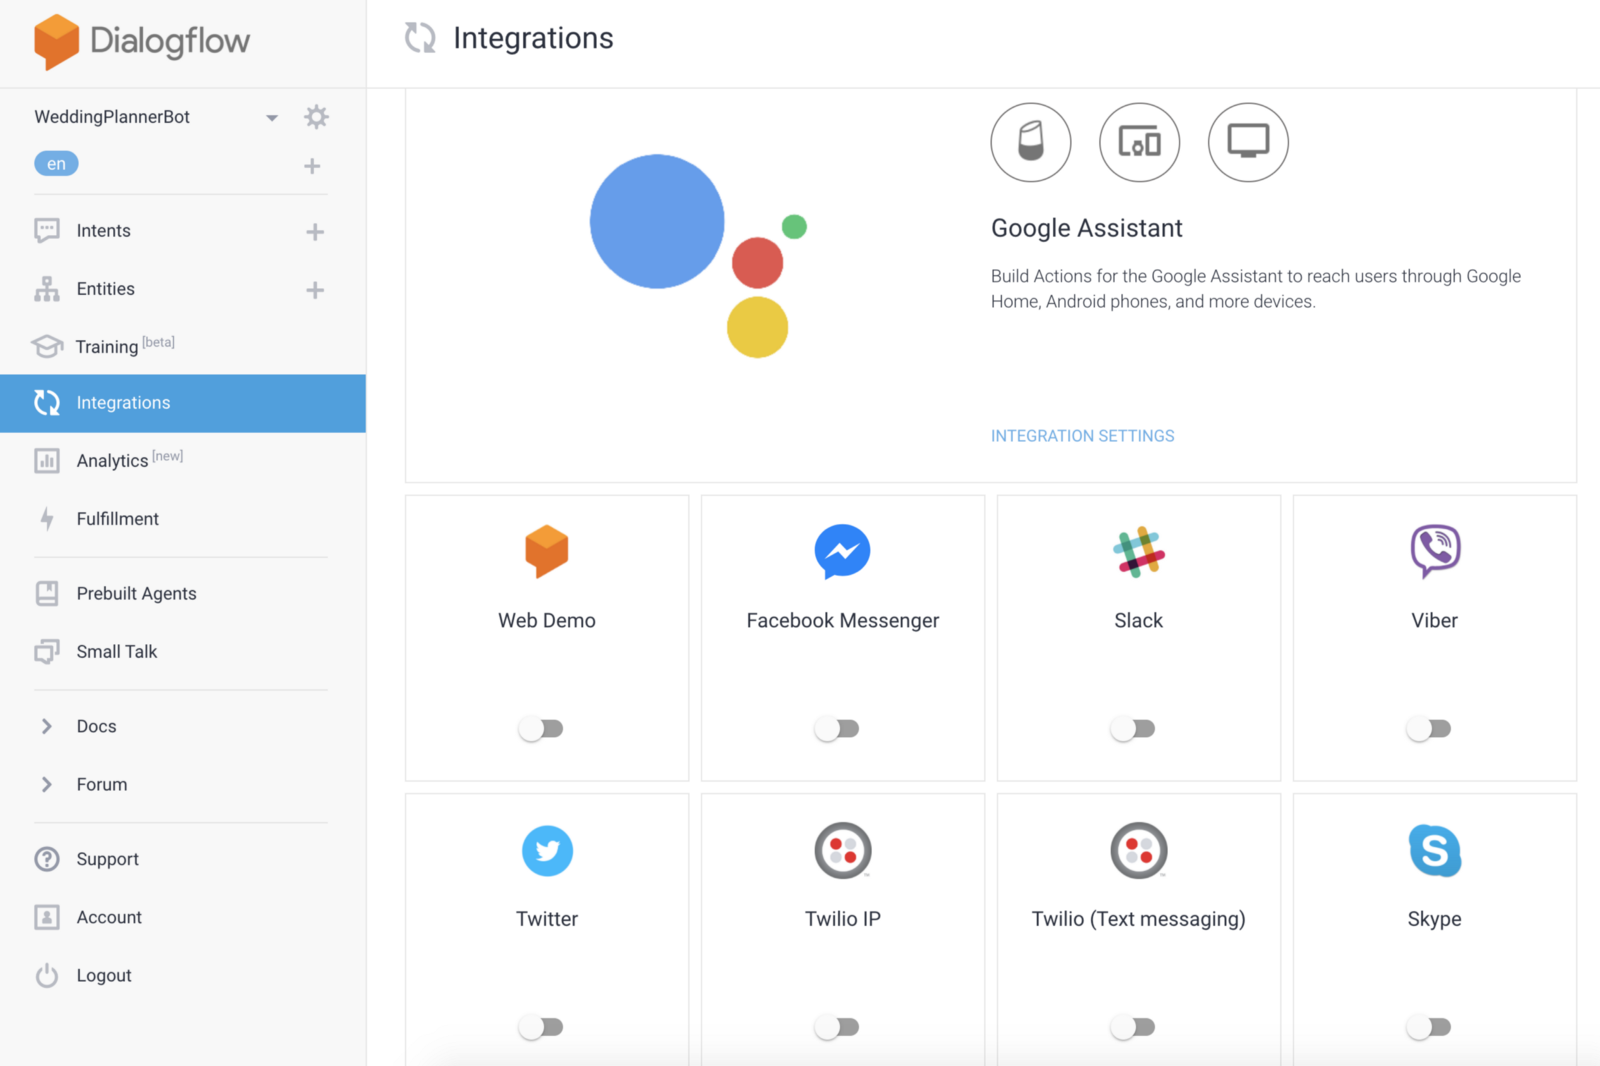 Dialogflow
Integrations
WeddingPlannerBot
en
Intents
Entities
Training [beta]
Integrations
Analytics [new]
Fulfillment
Prebuilt Agents
Small Talk
Docs
Forum
Support
Account
Logout
Google Assistant
Build Actions for the Google Assistant to reach users through Google
Home, Android phones, and more devices.
INTEGRATION SETTINGS
Web Demo
Facebook Messenger
Slack
Viber
Twitter
Twilio IP
Twilio (Text messaging)
Skype